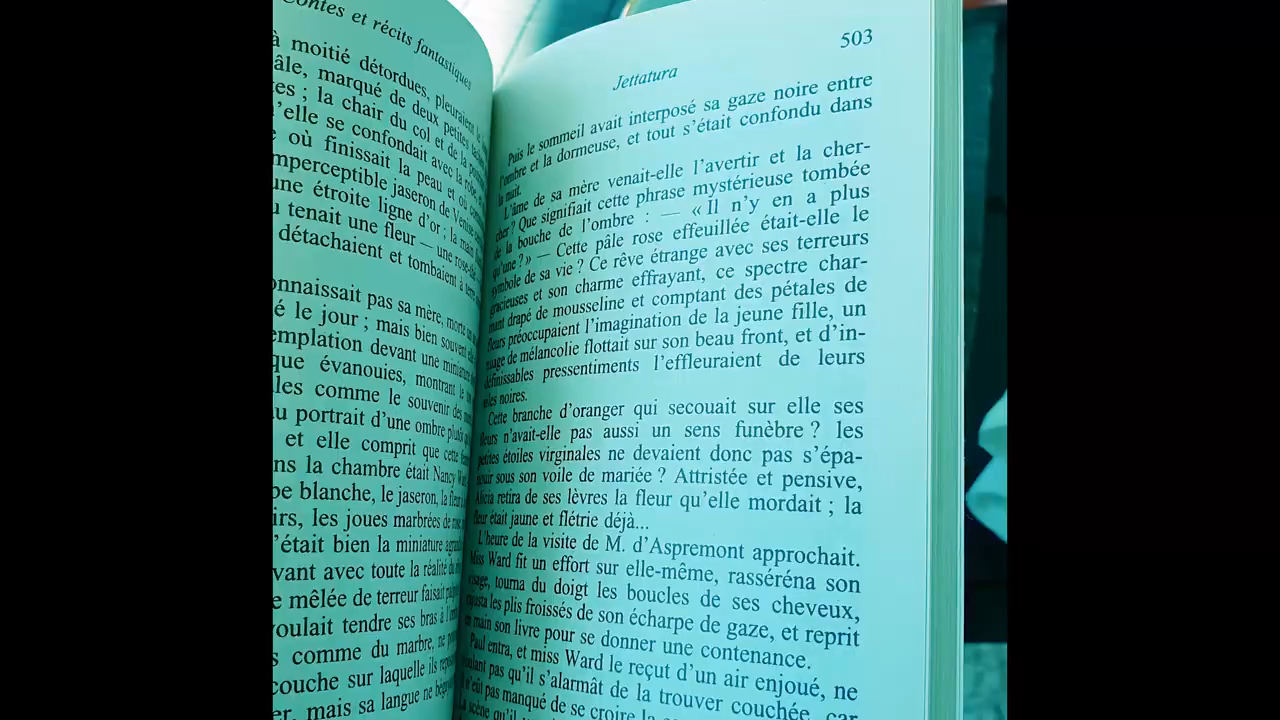 Contes et récits fantastiques
à moitié détordues, pleuraient
âle, marqué de deux petites
es ; la chair du col et de la
'elle se confondait avec la robe
où finissait la peau et où
mperceptible jaseron de Venise
une étroite ligne d'or ; la main
u tenait une fleur — une rose-thé
détachaient et tombaient à terre
onnaissait pas sa mère, morte
é le jour ; mais bien souvent
emplation devant une miniature
que évanouies, montrant le
les comme le souvenir des
u portrait d'une ombre plutôt
et elle comprit que cette
ns la chambre était Nancy
be blanche, le jaseron, la fleur
irs, les joues marbrées de
'était bien la miniature
vant avec toute la réalité du
e mêlée de terreur faisait
voulait tendre ses bras à
s comme du marbre, ne
couche sur laquelle ils
er, mais sa langue ne
503
Jettatura
Puis le sommeil avait interposé sa gaze noire entre
l'ombre et la dormeuse, et tout s'était confondu dans
la nuit.
L'âme de sa mère venait-elle l'avertir et la cher-
cher ? Que signifiait cette phrase mystérieuse tombée
de la bouche de l'ombre : — « Il n'y en a plus
qu'une ? » — Cette pâle rose effeuillée était-elle le
symbole de sa vie ? Ce rêve étrange avec ses terreurs
gracieuses et son charme effrayant, ce spectre char-
mant drapé de mousseline et comptant des pétales de
fleurs préoccupaient l'imagination de la jeune fille, un
nuage de mélancolie flottait sur son beau front, et d'in-
définissables pressentiments l'effleuraient de leurs
ailes noires.
Cette branche d'oranger qui secouait sur elle ses
fleurs n'avait-elle pas aussi un sens funèbre ? les
petites étoiles virginales ne devaient donc pas s'épa-
nouir sous son voile de mariée ? Attristée et pensive,
Alicia retira de ses lèvres la fleur qu'elle mordait ; la
fleur était jaune et flétrie déjà...
L'heure de la visite de M. d'Aspremont approchait.
Miss Ward fit un effort sur elle-même, rasséréna son
visage, tourna du doigt les boucles de ses cheveux,
rajusta les plis froissés de son écharpe de gaze, et reprit
en main son livre pour se donner une contenance.
Paul entra, et miss Ward le reçut d'un air enjoué, ne
voulant pas qu'il s'alarmât de la trouver couchée, car
il n'eût pas manqué de se croire la
La scène qu'il